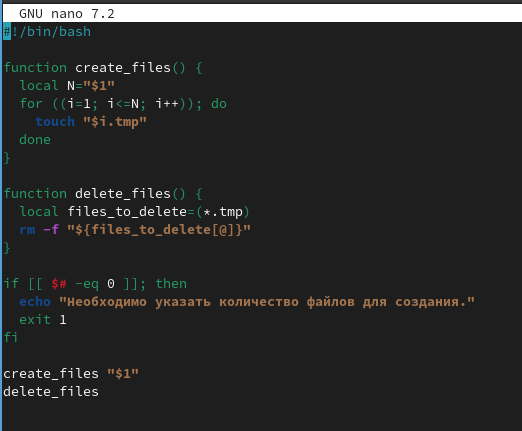 GNU nano 7.2
#!/bin/bash
function create_files() {
  local N="$1"
  for ((i=1; i<=N; i++)); do
    touch "$i.tmp"
  done
}
function delete_files() {
  local files_to_delete=(*.tmp)
  rm -f "${files_to_delete[@]}"
}
if [[ $# -eq 0 ]]; then
  echo "Необходимо указать количество файлов для создания."
  exit 1
fi
create_files "$1"
delete_files